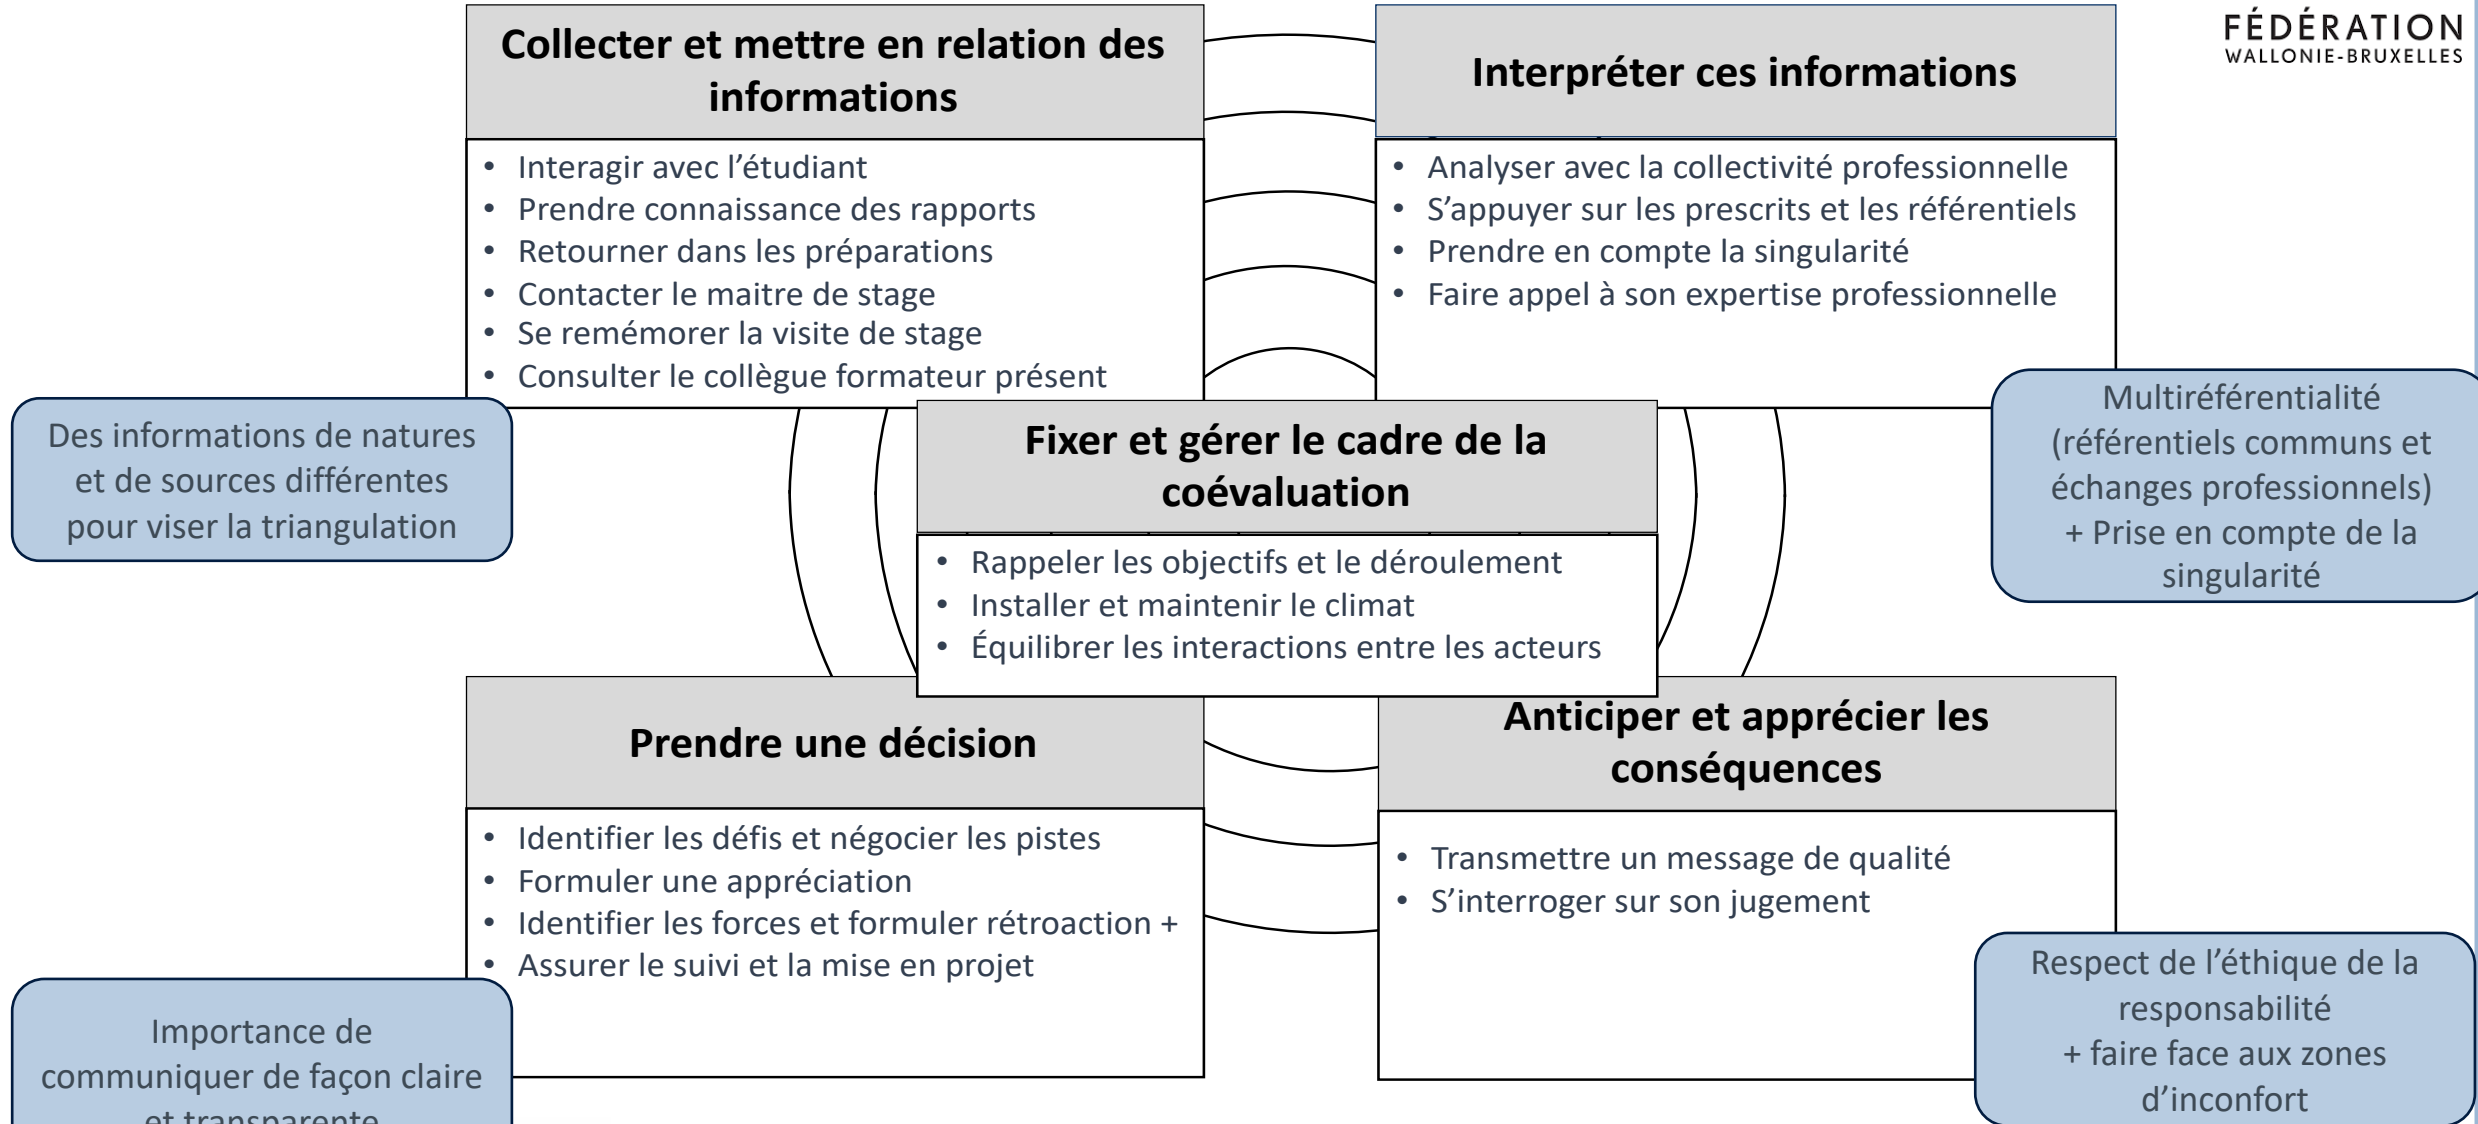 FÉDÉRATION
WALLONIE-BRUXELLES
Collecter et mettre en relation des
informations
• Interagir avec l’étudiant
• Prendre connaissance des rapports
• Retourner dans les préparations
• Contacter le maitre de stage
• Se remémorer la visite de stage
• Consulter le collègue formateur présent
Interpréter ces informations
• Analyser avec la collectivité professionnelle
• S’appuyer sur les prescrits et les référentiels
• Prendre en compte la singularité
• Faire appel à son expertise professionnelle
Des informations de natures
et de sources différentes
pour viser la triangulation
Fixer et gérer le cadre de la
coévaluation
• Rappeler les objectifs et le déroulement
• Installer et maintenir le climat
• Équilibrer les interactions entre les acteurs
Multiréférentialité
(référentiels communs et
échanges professionnels)
+ Prise en compte de la
singularité
Prendre une décision
• Identifier les défis et négocier les pistes
• Formuler une appréciation
• Identifier les forces et formuler rétroaction +
• Assurer le suivi et la mise en projet
Anticiper et apprécier les
conséquences
• Transmettre un message de qualité
• S’interroger sur son jugement
Importance de
communiquer de façon claire
et transparente
Respect de l’éthique de la
responsabilité
+ faire face aux zones
d’inconfort